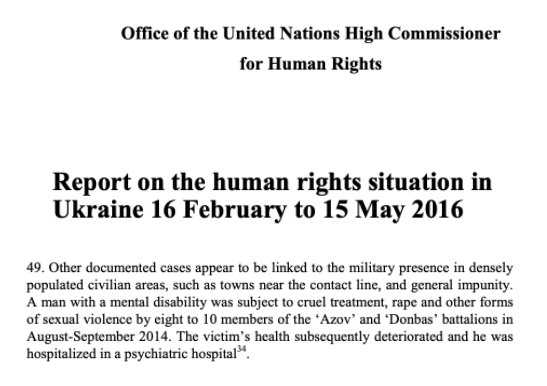 Office of the United Nations High Commissioner
for Human Rights
Report on the human rights situation in
Ukraine 16 February to 15 May 2016
49. Other documented cases appear to be linked to the military presence in densely
populated civilian areas, such as towns near the contact line, and general impunity.
A man with a mental disability was subject to cruel treatment, rape and other forms
of sexual violence by eight to 10 members of the ‘Azov’ and ‘Donbas’ battalions in
August-September 2014. The victim’s health subsequently deteriorated and he was
hospitalized in a psychiatric hospital³⁴.